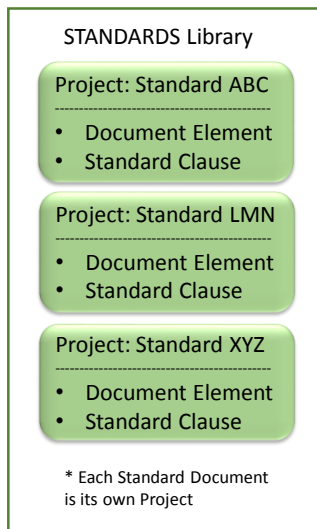 STANDARDS Library
Project: Standard ABC
-------------------------------------------
• Document Element
• Standard Clause
Project: Standard LMN
-------------------------------------------
• Document Element
• Standard Clause
Project: Standard XYZ
-------------------------------------------
• Document Element
• Standard Clause
* Each Standard Document
is its own Project